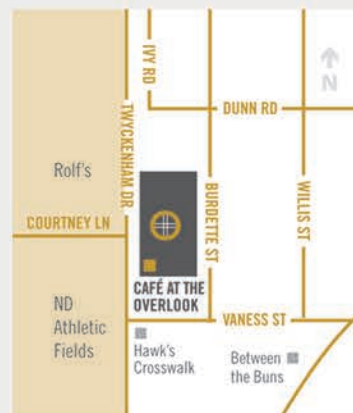 IVY RD
N
DUNN RD
TWYCKENHAM DR
Rolf's
BURDETTE ST
WILLIS ST
COURTNEY LN
CAFÉ AT THE
OVERLOOK
ND
Athletic
Fields
VANESS ST
Hawk's
Crosswalk
Between
the Buns